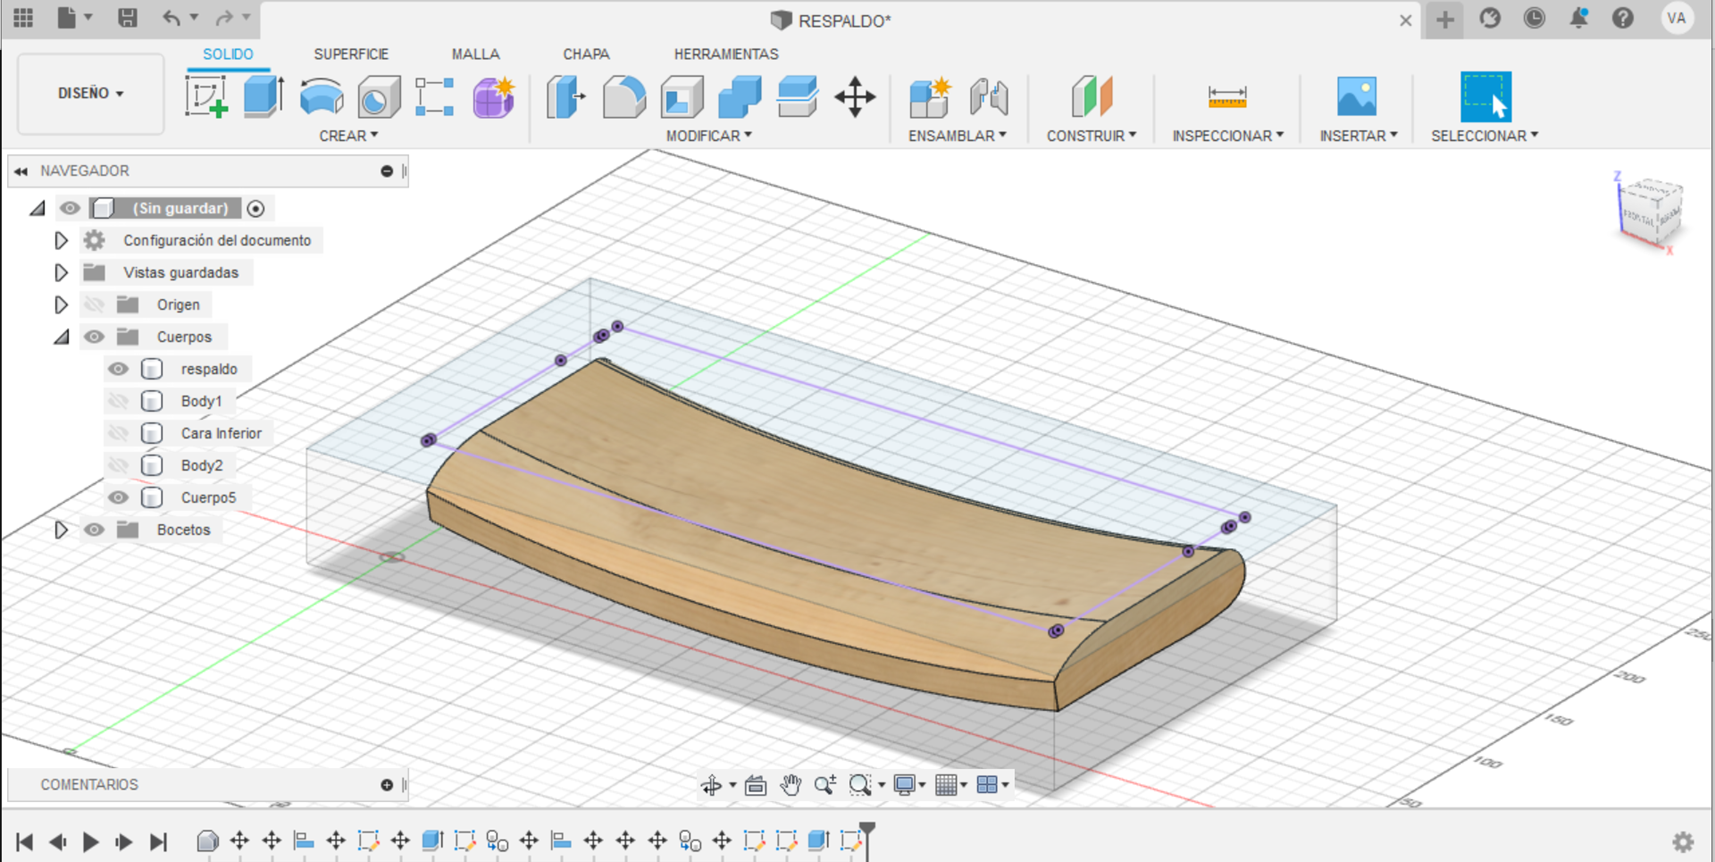 RESPALDO*
VA
SOLIDO SUPERFICIE MALLA CHAPA HERRAMIENTAS
DISEÑO
CREAR MODIFICAR ENSAMBLAR CONSTRUIR INSPECCIONAR INSERTAR SELECCIONAR
NAVEGADOR
(Sin guardar)
Configuración del documento
Vistas guardadas
Origen
Cuerpos
respaldo
Body1
Cara Inferior
Body2
Cuerpo5
Bocetos
Z
FRONTAL
X
250
200
150
100
50
COMENTARIOS